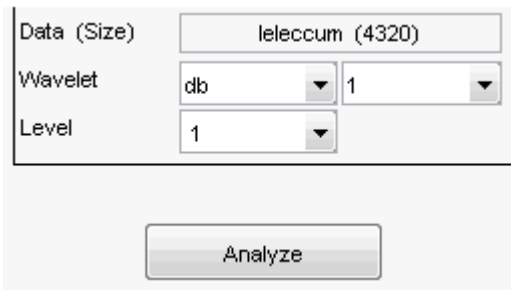 Data (Size) leleccum (4320)
Wavelet db 1
Level 1
Analyze